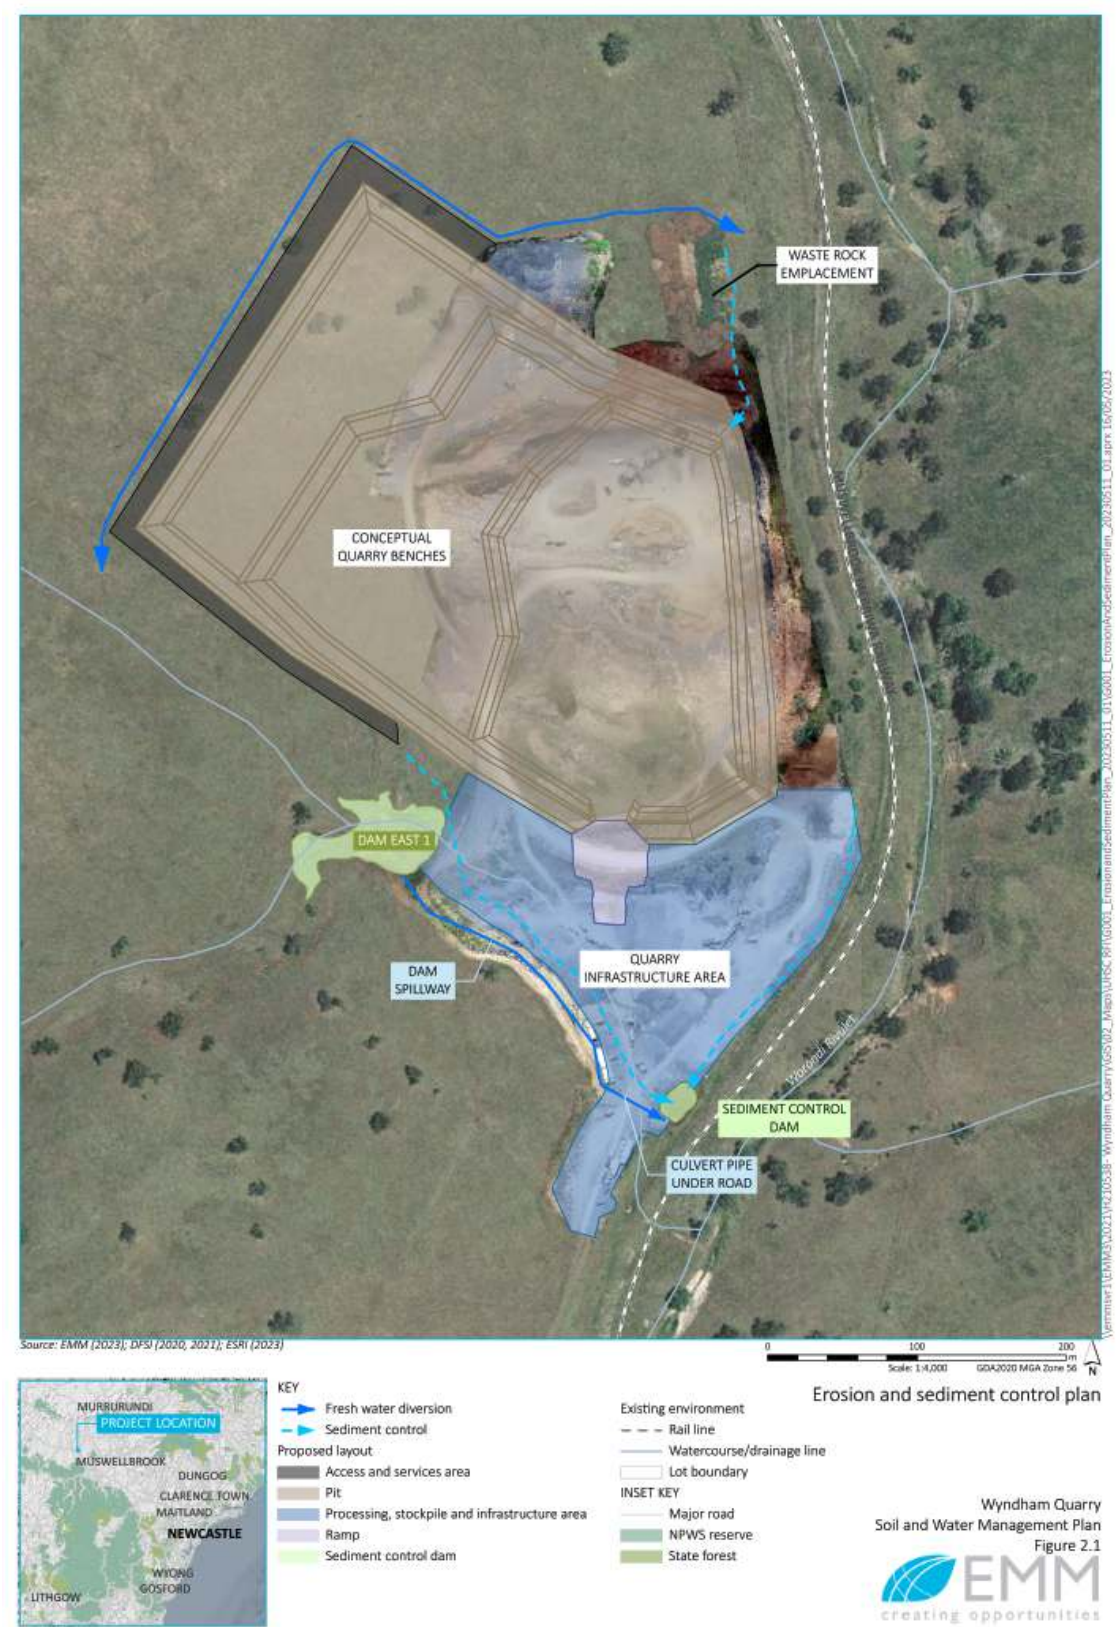 WASTE ROCK
EMPLACEMENT
CONCEPTUAL
QUARRY BENCHES
DAM EAST 1
DAM
SPILLWAY
QUARRY
INFRASTRUCTURE AREA
Worondi Rivulet
SEDIMENT CONTROL
DAM
CULVERT PIPE
UNDER ROAD
Source: EMM (2023); DFSI (2020, 2021); ESRI (2023)
0 100 200
m
Scale: 1:4,000 GDA2020 MGA Zone 56
N
MURRURUNDI
PROJECT LOCATION
MUSWELLBROOK
DUNGOG
CLARENCE TOWN
MAITLAND
NEWCASTLE
WYONG
GOSFORD
LITHGOW
KEY
Fresh water diversion
Sediment control
Proposed layout
Access and services area
Pit
Processing, stockpile and infrastructure area
Ramp
Sediment control dam
Existing environment
Rail line
Watercourse/drainage line
Lot boundary
INSET KEY
Major road
NPWS reserve
State forest
Erosion and sediment control plan
Wyndham Quarry
Soil and Water Management Plan
Figure 2.1
EMM
creating opportunities